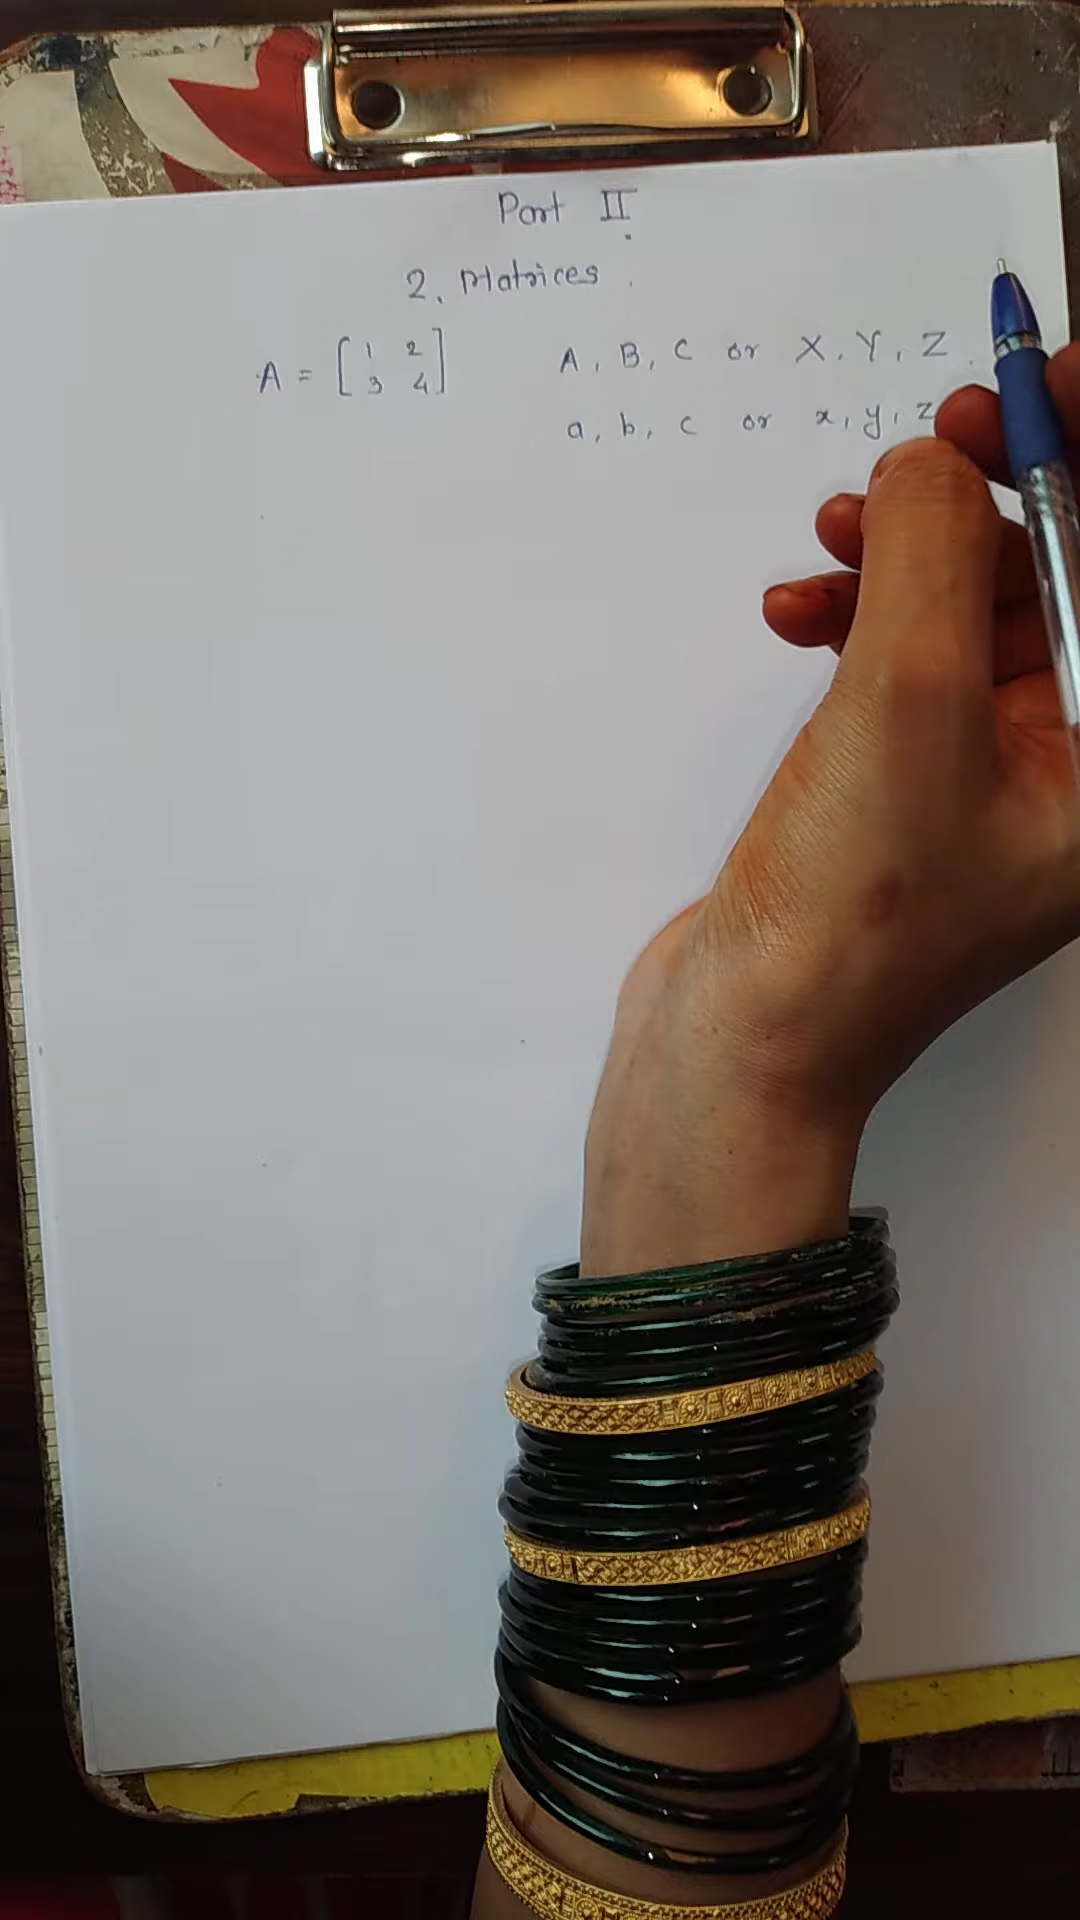 Part II
2. Matrices.
A = [1 2
3 4] A, B, C or X, Y, Z.
a, b, c or x, y, z